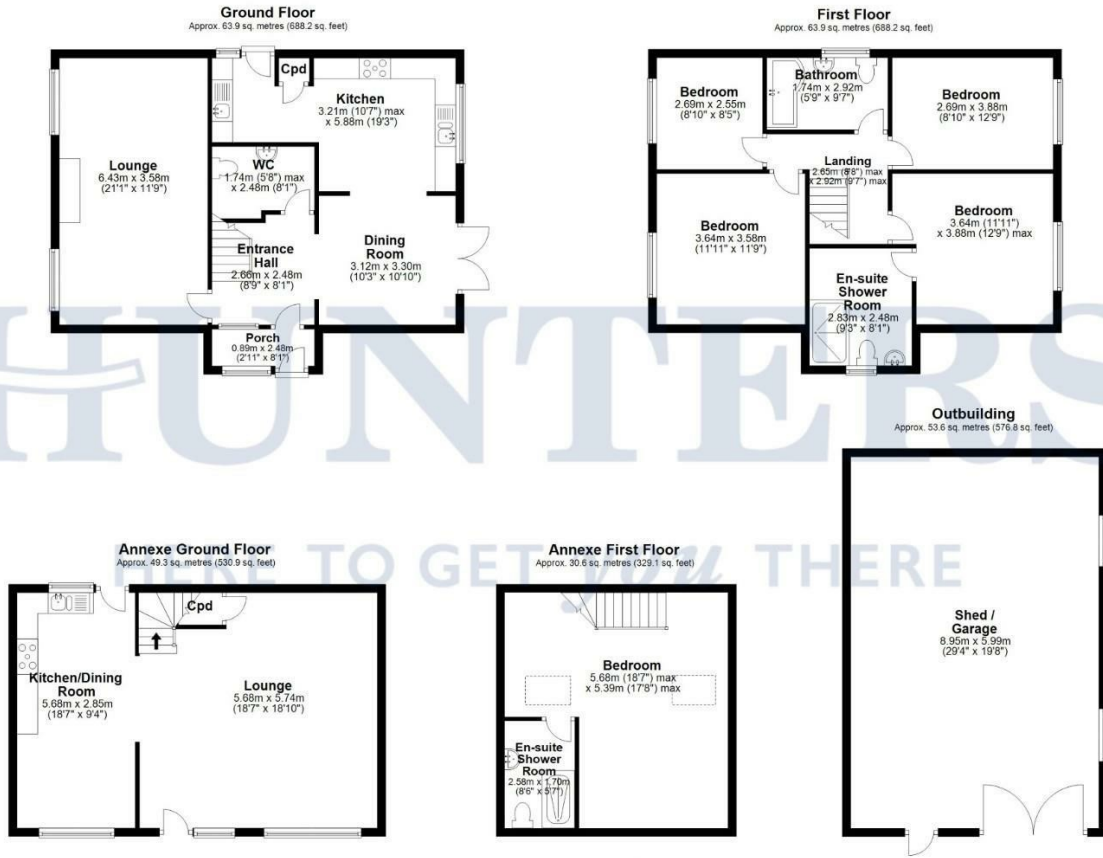 Ground Floor
Approx. 63.9 sq. metres (688.2 sq. feet)
Cpd
Kitchen
3.21m (10'7") max
x 5.88m (19'3")
Lounge
6.43m x 3.58m
(21'1" x 11'9")
WC
1.74m (5'8") max
x 2.48m (8'1")
Entrance
Hall
2.66m x 2.48m
(8'9" x 8'1")
Dining
Room
3.12m x 3.30m
(10'3" x 10'10")
Porch
0.89m x 2.48m
(2'11" x 8'1")
First Floor
Approx. 63.9 sq. metres (688.2 sq. feet)
Bedroom
2.69m x 2.55m
(8'10" x 8'5")
Bathroom
1.74m x 2.92m
(5'9" x 9'7")
Bedroom
2.69m x 3.88m
(8'10" x 12'9")
Landing
2.65m (8'8") max
x 2.92m (9'7") max
Bedroom
3.64m x 3.58m
(11'11" x 11'9")
Bedroom
3.64m (11'11")
x 3.88m (12'9") max
En-suite
Shower
Room
2.83m x 2.48m
(9'3" x 8'1")
HUNTERS
HERE TO GET you THERE
Annexe Ground Floor
Approx. 49.3 sq. metres (530.9 sq. feet)
Cpd
Kitchen/Dining
Room
5.68m x 2.85m
(18'7" x 9'4")
Lounge
5.68m x 5.74m
(18'7" x 18'10")
Annexe First Floor
Approx. 30.6 sq. metres (329.1 sq. feet)
Bedroom
5.68m (18'7") max
x 5.39m (17'8") max
En-suite
Shower
Room
2.58m x 1.70m
(8'6" x 5'7")
Outbuilding
Approx. 53.6 sq. metres (576.8 sq. feet)
Shed /
Garage
8.95m x 5.99m
(29'4" x 19'8")